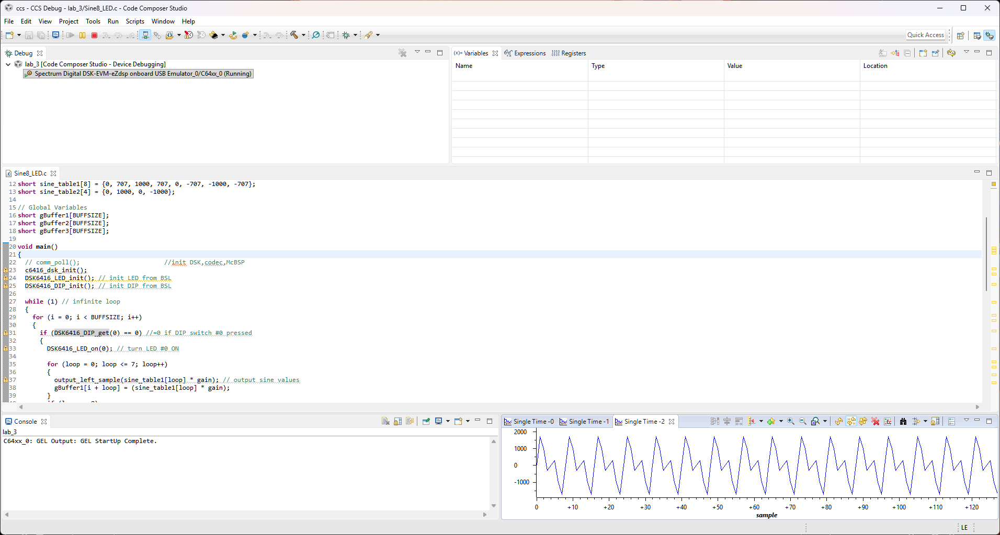 ccs - CCS Debug - lab_3/Sine8_LED.c - Code Composer Studio
File Edit View Project Tools Run Scripts Window Help
Quick Access
Debug
lab_3 [Code Composer Studio - Device Debugging]
Spectrum Digital DSK-EVM-eZdsp onboard USB Emulator_0/C64xx_0 (Running)
(x)= Variables Expressions 1010 0101 Registers
Name Type Value Location
Sine8_LED.c
12 short sine_table1[8] = {0, 707, 1000, 707, 0, -707, -1000, -707};
13 short sine_table2[4] = {0, 1000, 0, -1000};
14
15 // Global Variables
16 short gBuffer1[BUFFSIZE];
17 short gBuffer2[BUFFSIZE];
18 short gBuffer3[BUFFSIZE];
19
20 void main()
21 {
22 // comm_poll(); //init DSK,codec,McBSP
23 c6416_dsk_init();
24 DSK6416_LED_init(); // init LED from BSL
25 DSK6416_DIP_init(); // init DIP from BSL
26
27 while (1) // infinite loop
28 {
29 for (i = 0; i < BUFFSIZE; i++)
30 {
31 if (DSK6416_DIP_get(0) == 0) //=0 if DIP switch #0 pressed
32 {
33 DSK6416_LED_on(0); // turn LED #0 ON
34
35 for (loop = 0; loop <= 7; loop++)
36 {
37 output_left_sample(sine_table1[loop] * gain); // output sine values
38 gBuffer1[i + loop] = (sine_table1[loop] * gain);
39 }
Console
lab_3
C64xx_0: GEL Output: GEL StartUp Complete.
Single Time -0 Single Time -1 Single Time -2
2000
1000
0
-1000
0 +10 +20 +30 +40 +50 +60 +70 +80 +90 +100 +110 +120
sample
LE